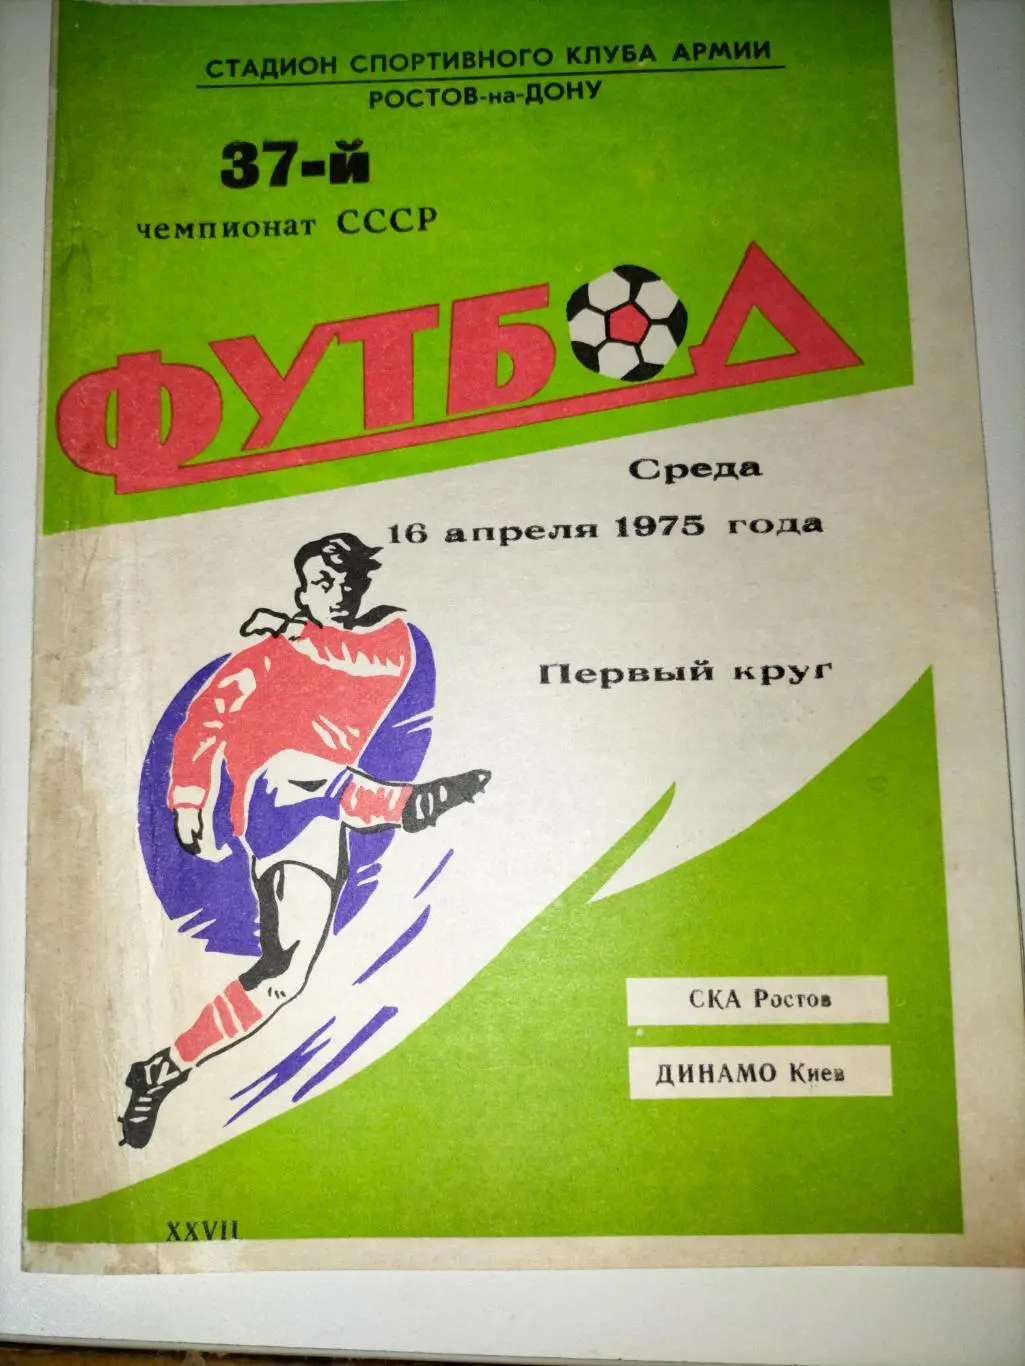 СТАДИОН СПОРТИВНОГО КЛУБА АРМИИ
РОСТОВ-на-ДОНУ
37-й
чемпионат СССР
ФУТБОЛ
Среда
16 апреля 1975 года
Первый круг
СКА Ростов
ДИНАМО Киев
XXVII